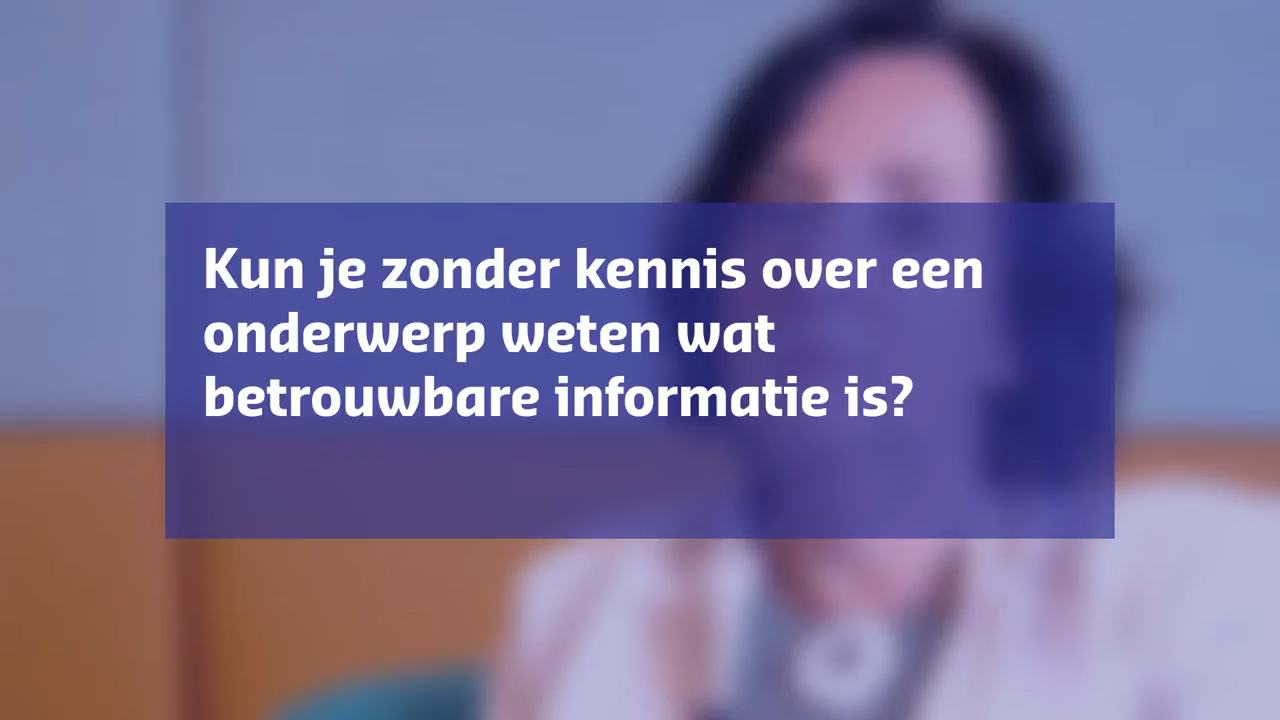 Kun je zonder kennis over een
onderwerp weten wat
betrouwbare informatie is?